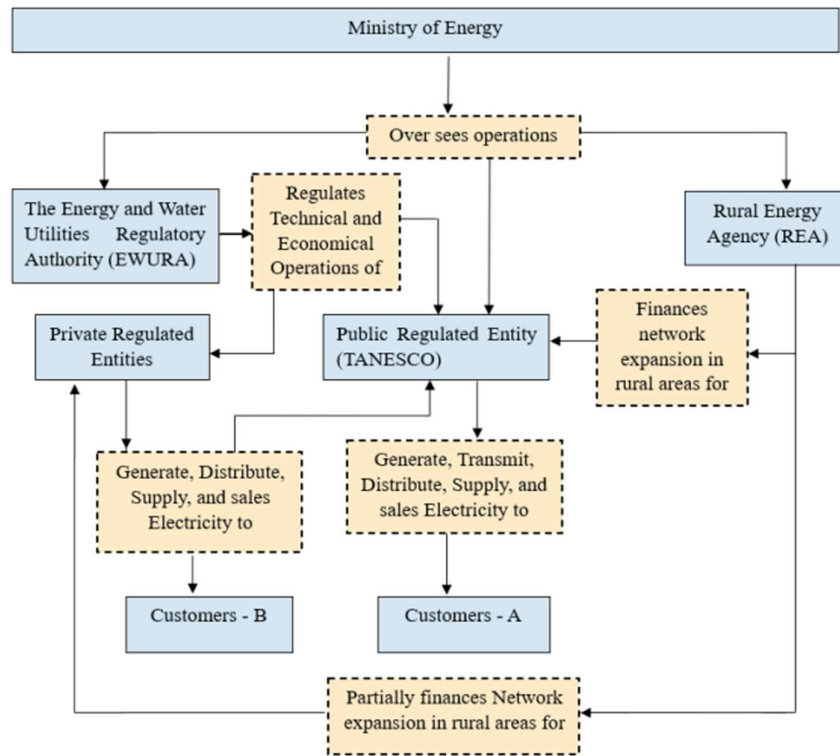 Ministry of Energy
Over sees operations
The Energy and Water
Utilities Regulatory
Authority (EWURA)
Regulates
Technical and
Economical
Operations of
Rural Energy
Agency (REA)
Private Regulated
Entities
Public Regulated Entity
(TANESCO)
Finances
network
expansion in
rural areas for
Generate, Distribute,
Supply, and sales
Electricity to
Generate, Transmit,
Distribute, Supply, and
sales Electricity to
Customers - B
Customers - A
Partially finances Network
expansion in rural areas for